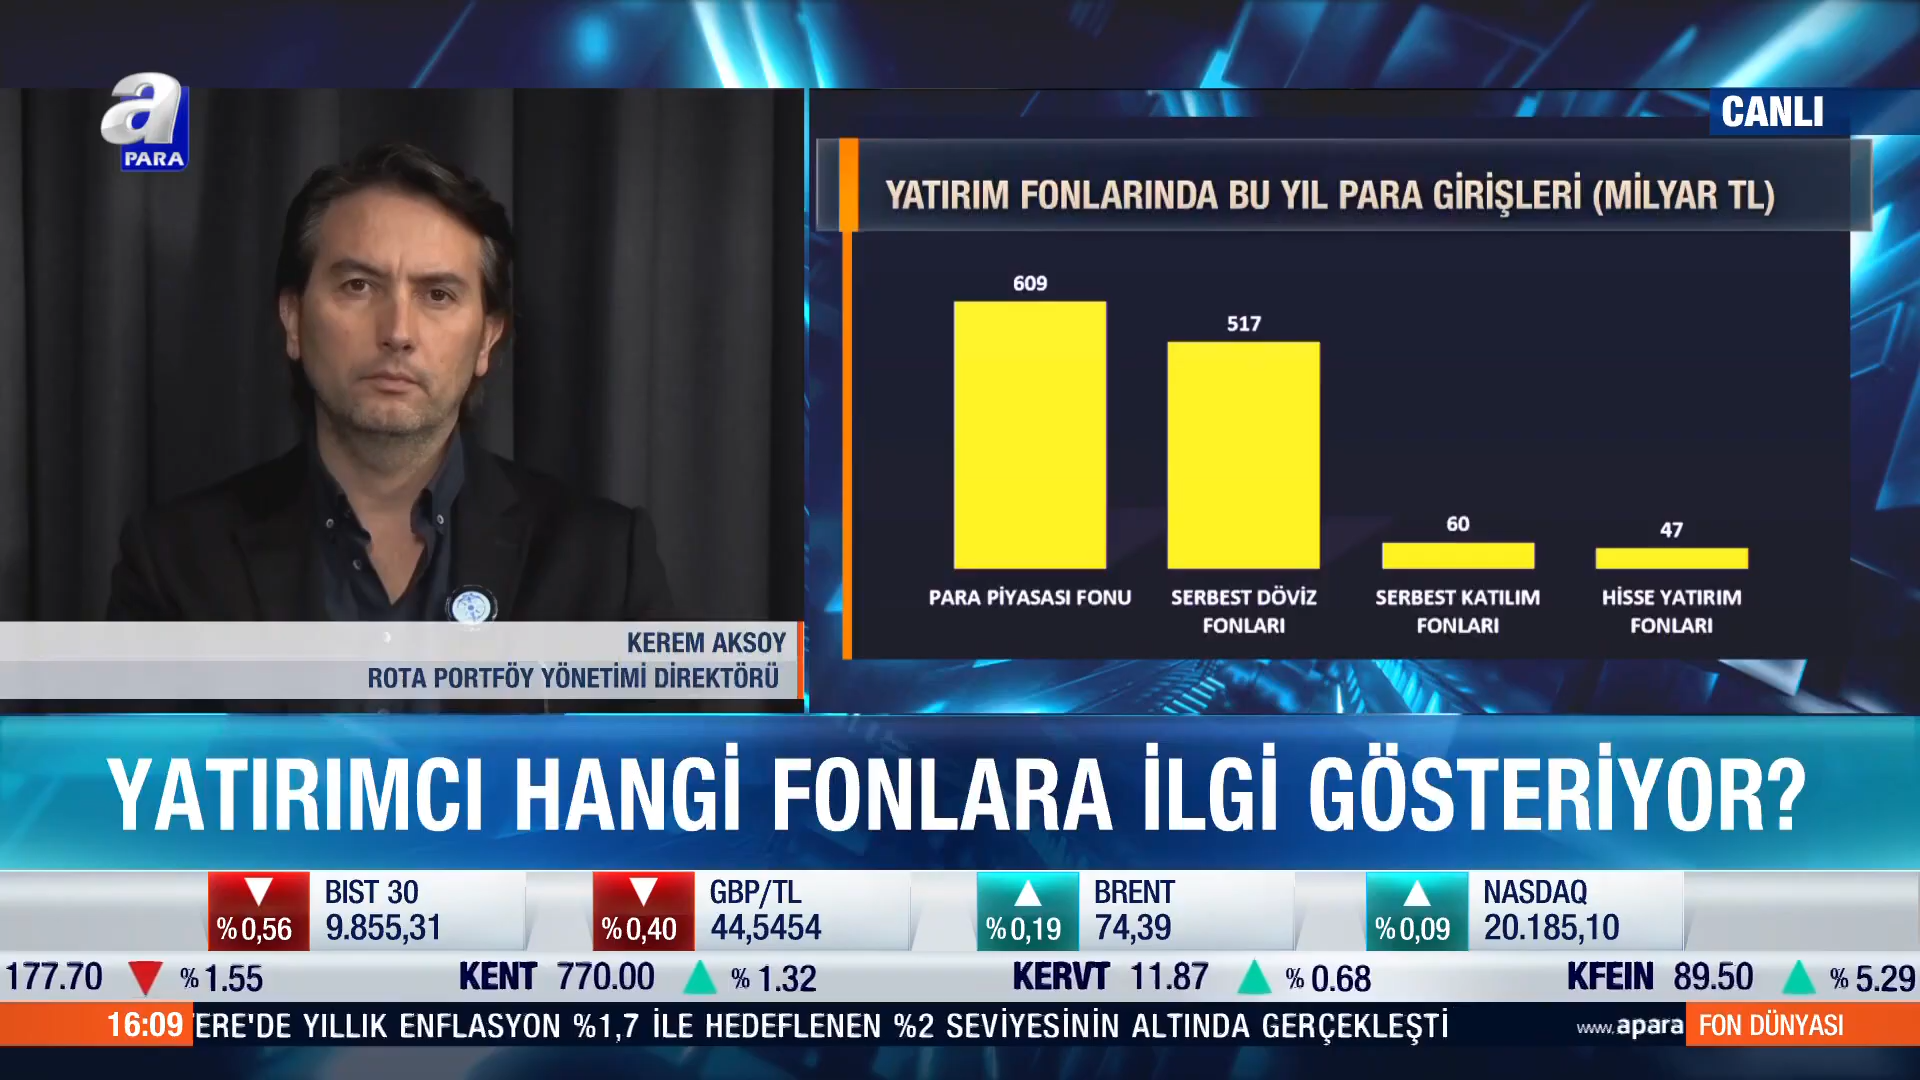 a
PARA
CANLI
YATIRIM FONLARINDA BU YIL PARA GİRİŞLERİ (MİLYAR TL)
609
517
60
47
PARA PİYASASI FONU
SERBEST DÖVİZ
FONLARI
SERBEST KATILIM
FONLARI
HİSSE YATIRIM
FONLARI
KEREM AKSOY
ROTA PORTFÖY YÖNETİMİ DİREKTÖRÜ
YATIRIMCI HANGİ FONLARA İLGİ GÖSTERİYOR?
%0,56 BIST 30 9.855,31
%0,40 GBP/TL 44,5454
%0,19 BRENT 74,39
%0,09 NASDAQ 20.185,10
177.70 %1.55 KENT 770.00 %1.32 KERVT 11.87 %0.68 KFEIN 89.50 %5.29
16:09 TERE'DE YILLIK ENFLASYON %1,7 İLE HEDEFLENEN %2 SEVİYESİNİN ALTINDA GERÇEKLEŞTİ www.apara FON DÜNYASI